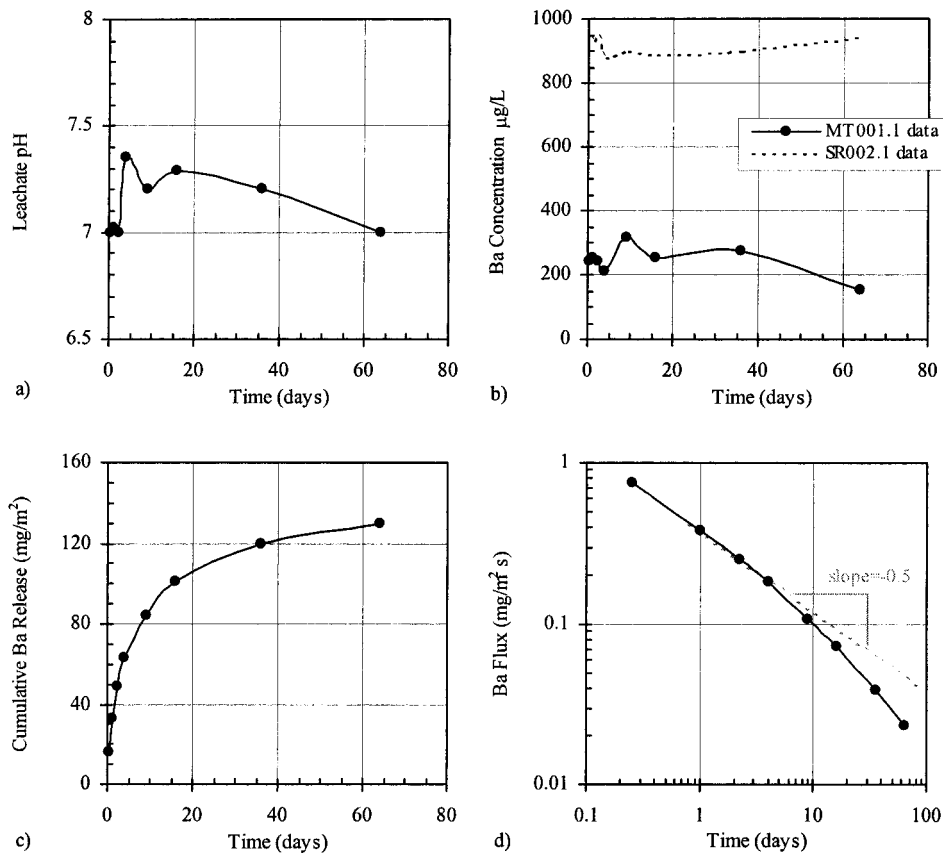 8
7.5
7
6.5
Leachate pH
0 20 40 60 80
Time (days)
a)
1000
800
600
400
200
0
Ba Concentration µg/L
MT001.1 data
SR002.1 data
0 20 40 60 80
Time (days)
b)
160
120
80
40
0
Cumulative Ba Release (mg/m²)
0 20 40 60 80
Time (days)
c)
1
0.1
0.01
Ba Flux (mg/m² s)
slope=-0.5
0.1 1 10 100
Time (days)
d)